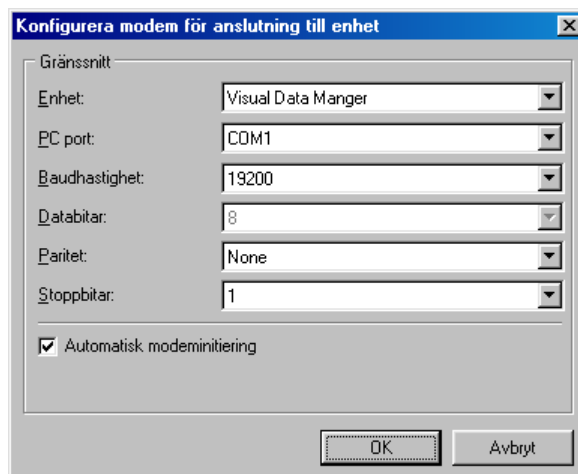 Konfigurera modem för anslutning till enhet
Gränssnitt
Enhet: Visual Data Manger
PC port: COM1
Baudhastighet: 19200
Databitar: 8
Paritet: None
Stoppbitar: 1
Automatisk modeminitiering
OK Avbryt